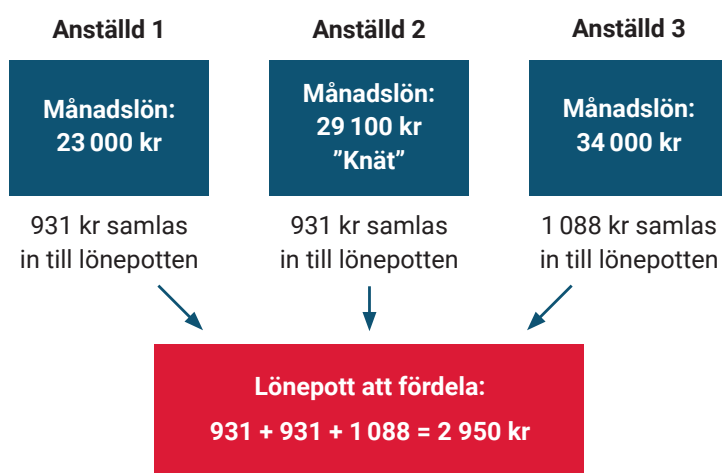 Anställd 1
Månadslön:
23 000 kr
931 kr samlas
in till lönepotten
Anställd 2
Månadslön:
29 100 kr
”Knät”
931 kr samlas
in till lönepotten
Anställd 3
Månadslön:
34 000 kr
1 088 kr samlas
in till lönepotten
Lönepott att fördela:
931 + 931 + 1 088 = 2 950 kr